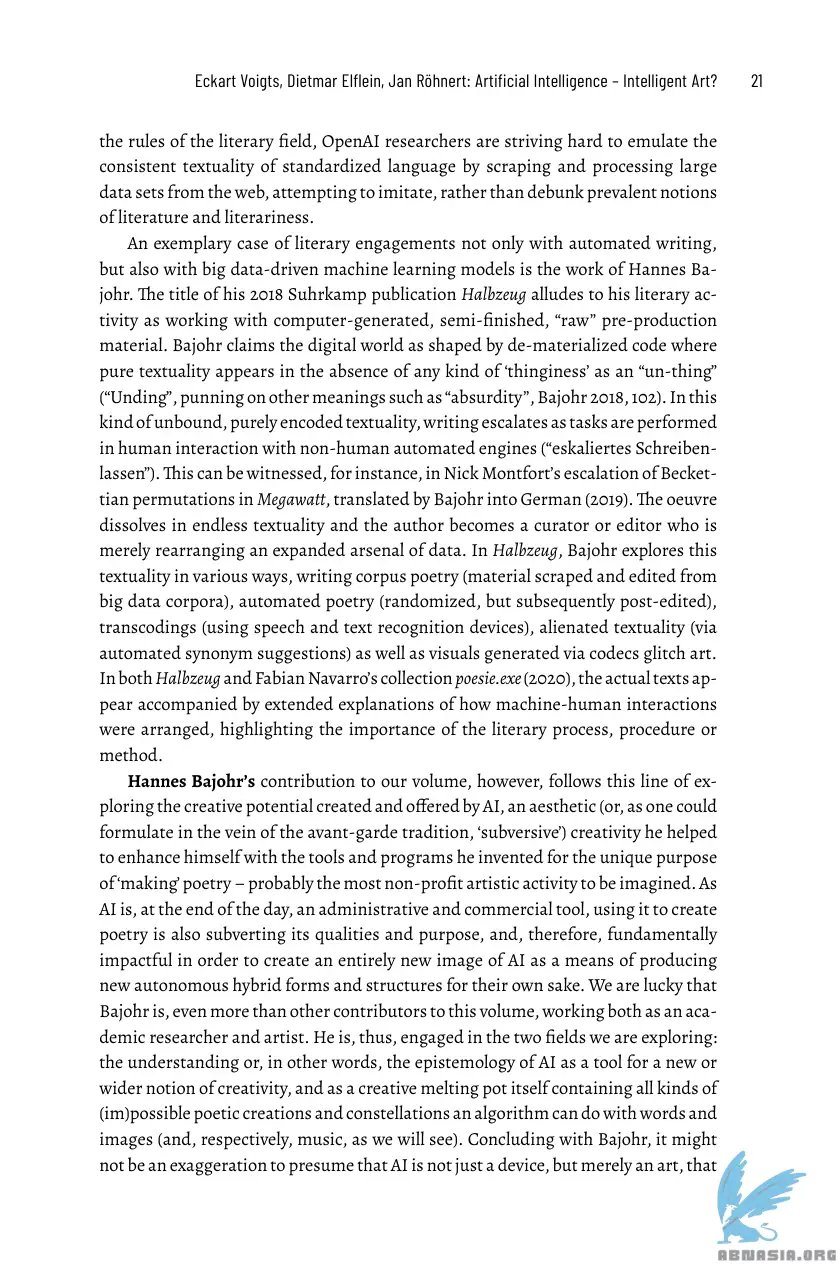 Eckart Voigts, Dietmar Elflein, Jan Röhnert: Artificial Intelligence – Intelligent Art? 21
the rules of the literary field, OpenAI researchers are striving hard to emulate the
consistent textuality of standardized language by scraping and processing large
data sets from the web, attempting to imitate, rather than debunk prevalent notions
of literature and literariness.
An exemplary case of literary engagements not only with automated writing,
but also with big data-driven machine learning models is the work of Hannes Ba-
johr. The title of his 2018 Suhrkamp publication Halbzeug alludes to his literary ac-
tivity as working with computer-generated, semi-finished, “raw” pre-production
material. Bajohr claims the digital world as shaped by de-materialized code where
pure textuality appears in the absence of any kind of ‘thinginess’ as an “un-thing”
(“Unding”, punning on other meanings such as “absurdity”, Bajohr 2018, 102). In this
kind of unbound, purely encoded textuality, writing escalates as tasks are performed
in human interaction with non-human automated engines (“eskaliertes Schreiben-
lassen”). This can be witnessed, for instance, in Nick Montfort’s escalation of Becket-
tian permutations in Megawatt, translated by Bajohr into German (2019). The oeuvre
dissolves in endless textuality and the author becomes a curator or editor who is
merely rearranging an expanded arsenal of data. In Halbzeug, Bajohr explores this
textuality in various ways, writing corpus poetry (material scraped and edited from
big data corpora), automated poetry (randomized, but subsequently post-edited),
transcodings (using speech and text recognition devices), alienated textuality (via
automated synonym suggestions) as well as visuals generated via codecs glitch art.
In both Halbzeug and Fabian Navarro’s collection poesie.exe (2020), the actual texts ap-
pear accompanied by extended explanations of how machine-human interactions
were arranged, highlighting the importance of the literary process, procedure or
method.
Hannes Bajohr’s contribution to our volume, however, follows this line of ex-
ploring the creative potential created and offered by AI, an aesthetic (or, as one could
formulate in the vein of the avant-garde tradition, ‘subversive’) creativity he helped
to enhance himself with the tools and programs he invented for the unique purpose
of ‘making’ poetry – probably the most non-profit artistic activity to be imagined. As
AI is, at the end of the day, an administrative and commercial tool, using it to create
poetry is also subverting its qualities and purpose, and, therefore, fundamentally
impactful in order to create an entirely new image of AI as a means of producing
new autonomous hybrid forms and structures for their own sake. We are lucky that
Bajohr is, even more than other contributors to this volume, working both as an aca-
demic researcher and artist. He is, thus, engaged in the two fields we are exploring:
the understanding or, in other words, the epistemology of AI as a tool for a new or
wider notion of creativity, and as a creative melting pot itself containing all kinds of
(im)possible poetic creations and constellations an algorithm can do with words and
images (and, respectively, music, as we will see). Concluding with Bajohr, it might
not be an exaggeration to presume that AI is not just a device, but merely an art, that
ABNASIA.ORG